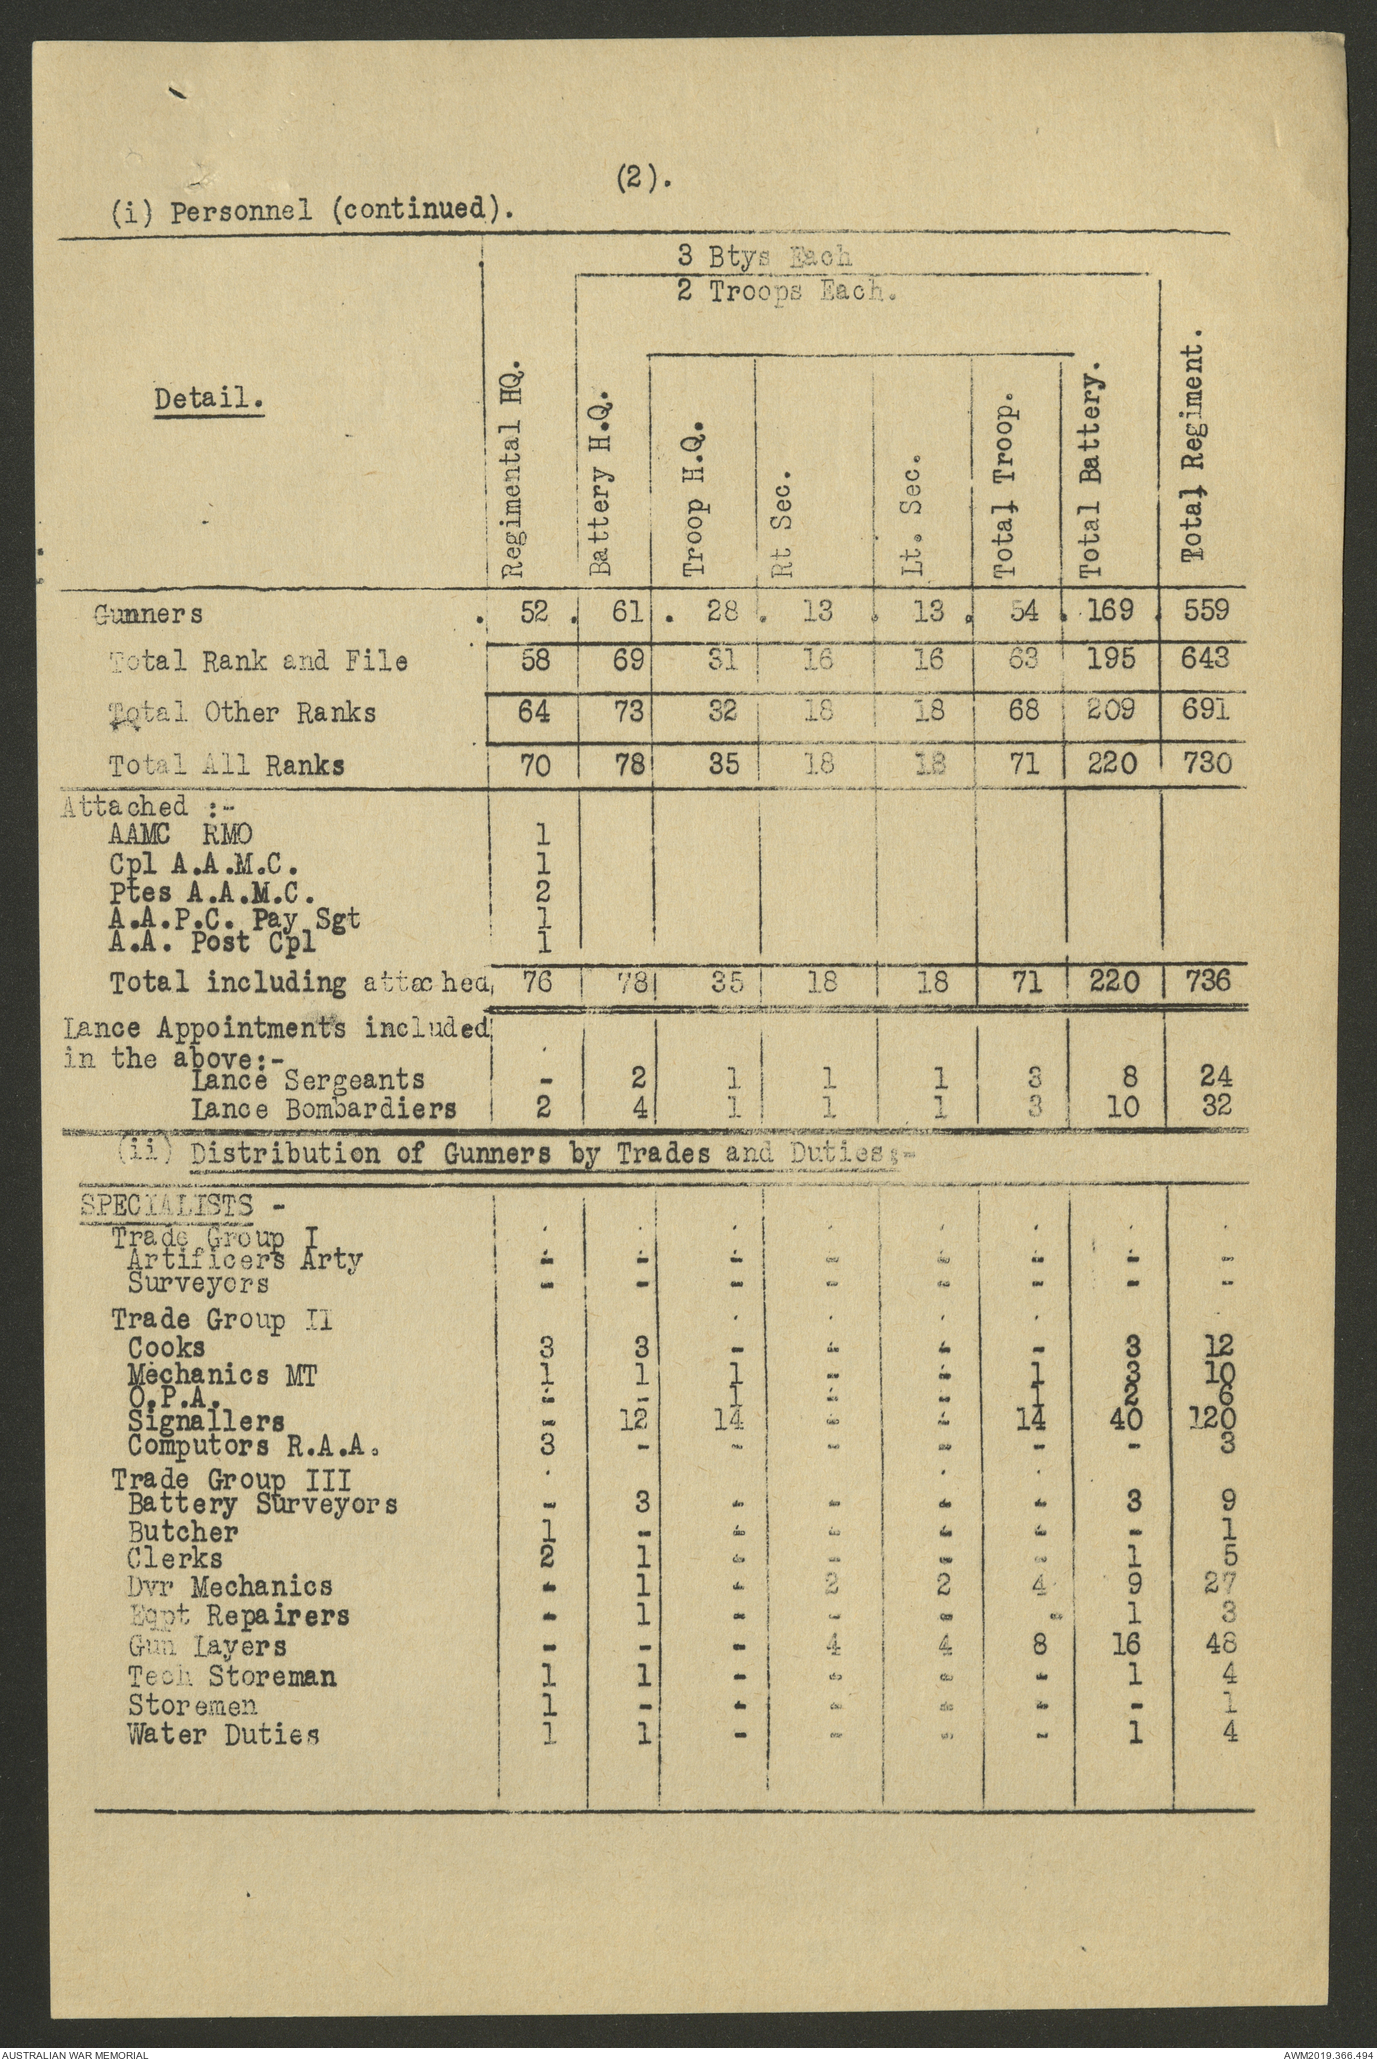 (2).
(i) Personnel (continued).
3 Btys Each
2 Troops Each.
Detail.
Regimental HQ.
Battery H.Q.
Troop H.Q.
Rt Sec.
Lt. Sec.
Total Troop.
Total Battery.
Total Regiment.
Gunners . 52 . 61 . 28 . 13 . 13 . 54 . 169 . 559
Total Rank and File 58 69 31 16 16 63 195 643
Total Other Ranks 64 73 32 18 18 68 209 691
Total All Ranks 70 78 35 18 18 71 220 730
Attached :-
AAMC RMO 1
Cpl A.A.M.C. 1
Ptes A.A.M.C. 2
A.A.P.C. Pay Sgt 1
A.A. Post Cpl 1
Total including attached 76 78 35 18 18 71 220 736
Lance Appointments included
in the above:-
Lance Sergeants - 2 1 1 1 3 8 24
Lance Bombardiers 2 4 1 1 1 3 10 32
(ii) Distribution of Gunners by Trades and Duties:-
SPECIALISTS -
Trade Group I
Artificers Arty - - - - - - - -
Surveyors - - - - - - - -
Trade Group II
Cooks 3 3 - - - - 3 12
Mechanics MT 1 1 1 - - 1 3 10
O.P.A. - - 1 - - 1 2 6
Signallers - 12 14 - - 14 40 120
Computors R.A.A. 3 - - - - - - 3
Trade Group III
Battery Surveyors - 3 - - - - 3 9
Butcher 1 - - - - - - 1
Clerks 2 1 - - - - 1 5
Dvr Mechanics - 1 - 2 2 4 9 27
Eqpt Repairers - 1 - - - - 1 3
Gun Layers - - - 4 4 8 16 48
Tech Storeman 1 1 - - - - 1 4
Storemen 1 - - - - - - 1
Water Duties 1 1 - - - - 1 4
AUSTRALIAN WAR MEMORIAL
AWM2019.366.494